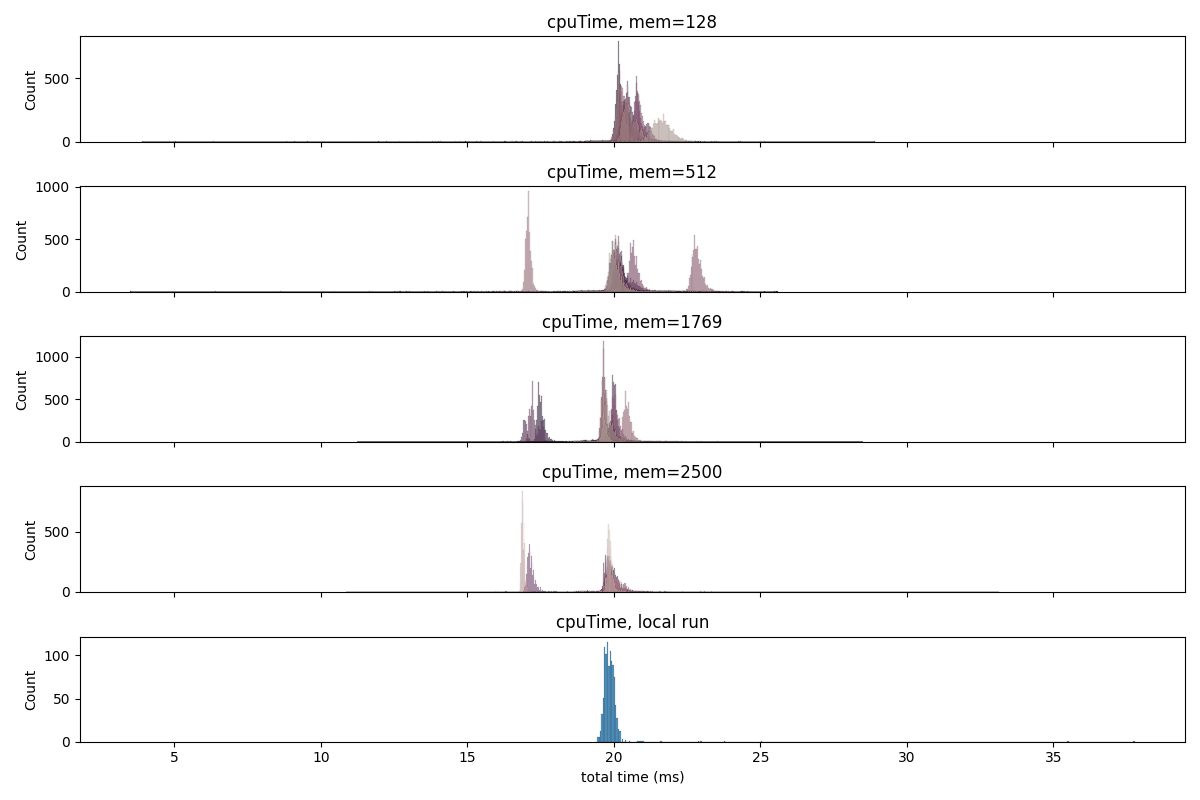 cpuTime, mem=128
Count
500
0
cpuTime, mem=512
Count
1000
500
0
cpuTime, mem=1769
Count
1000
500
0
cpuTime, mem=2500
Count
500
0
cpuTime, local run
Count
100
50
0
5 10 15 20 25 30 35
total time (ms)